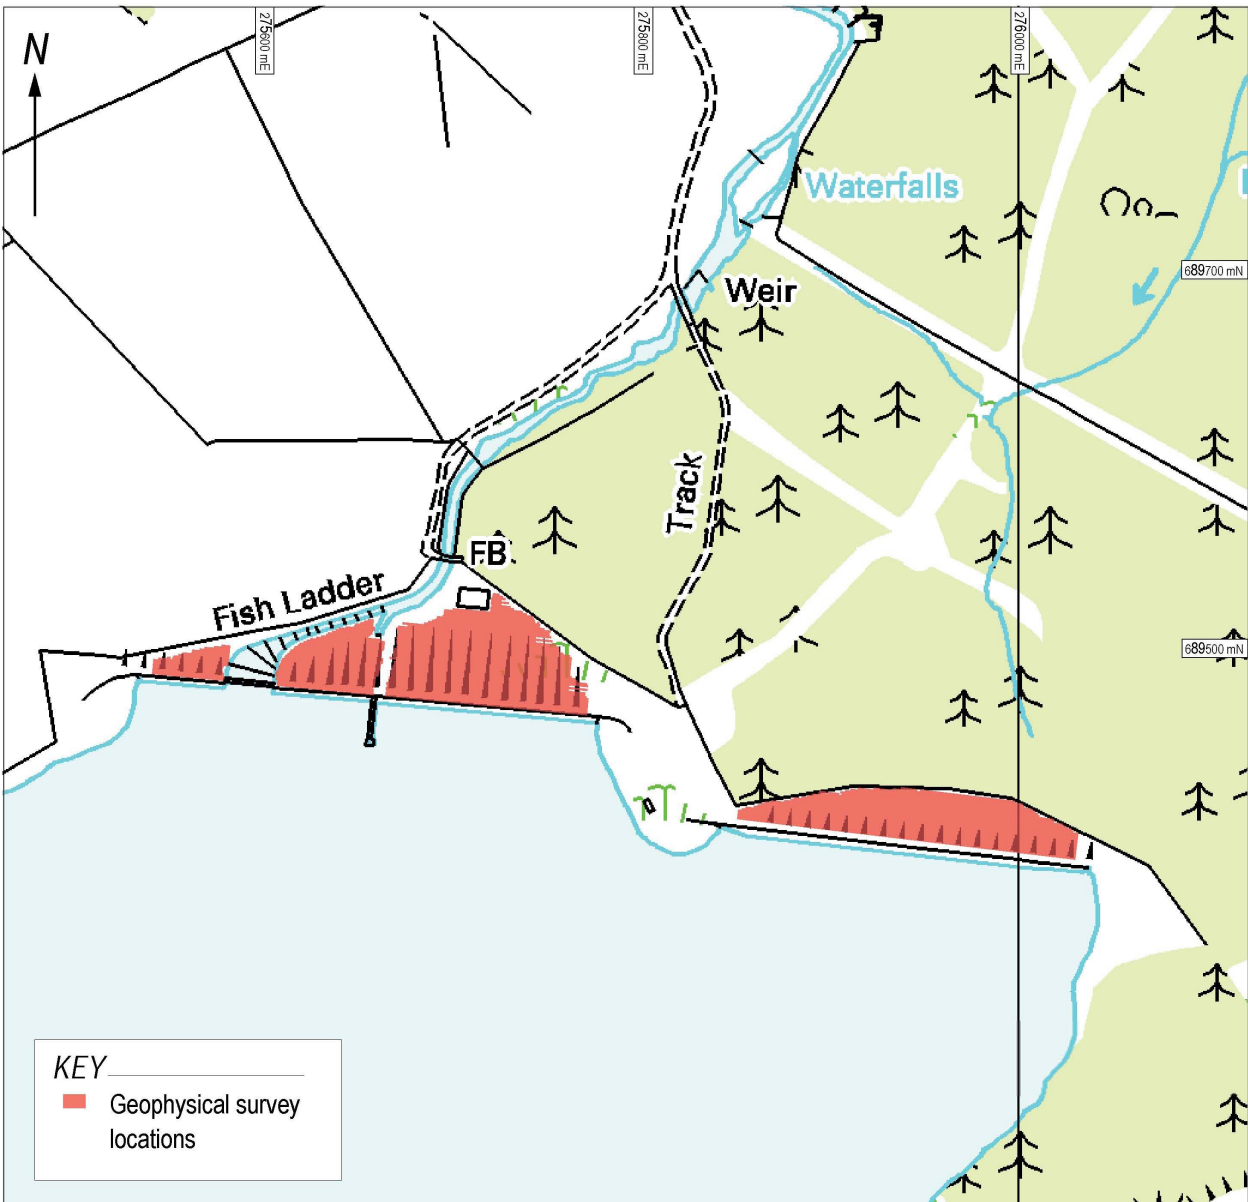 N
275600 mE
275800 mE
276000 mE
Waterfalls
689700 mN
Weir
Track
FB
Fish Ladder
689500 mN
KEY
Geophysical survey
locations